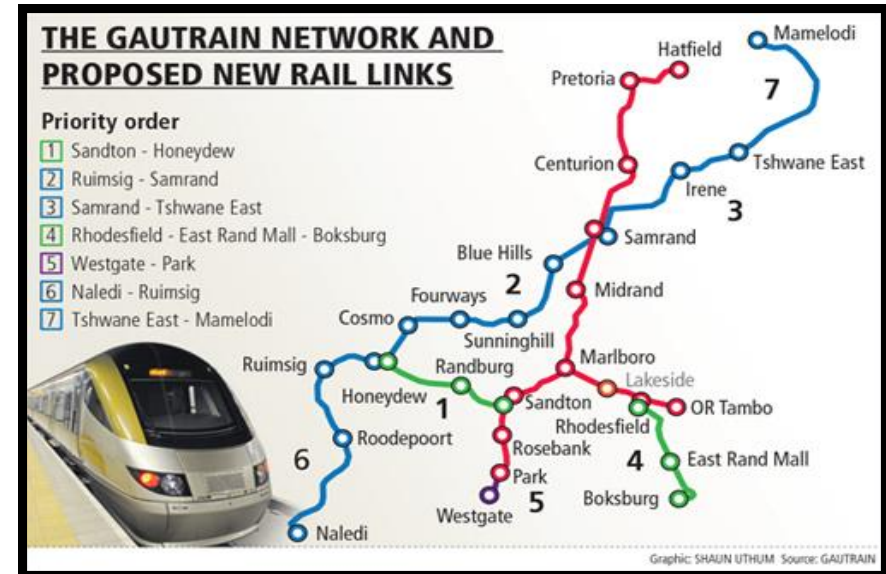 THE GAUTRAIN NETWORK AND
PROPOSED NEW RAIL LINKS
Priority order
1 Sandton - Honeydew
2 Ruimsig - Samrand
3 Samrand - Tshwane East
4 Rhodesfield - East Rand Mall - Boksburg
5 Westgate - Park
6 Naledi - Ruimsig
7 Tshwane East - Mamelodi
Mamelodi
Hatfield
Pretoria
7
Centurion
Tshwane East
Irene
3
Samrand
Blue Hills
2
Midrand
Fourways
Cosmo
Sunninghill
Marlboro
Ruimsig
Randburg
Lakeside
Honeydew
1
Sandton
OR Tambo
Rhodesfield
Roodepoort
Rosebank
4
East Rand Mall
6
Park
5
Westgate
Boksburg
Naledi
Graphic: SHAUN UTHUM Source: GAUTRAIN